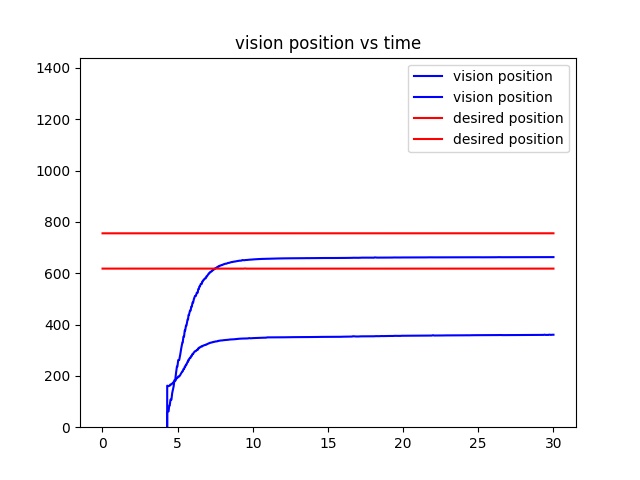 vision position vs time
1400
1200
1000
800
600
400
200
0
vision position
vision position
desired position
desired position
0 5 10 15 20 25 30